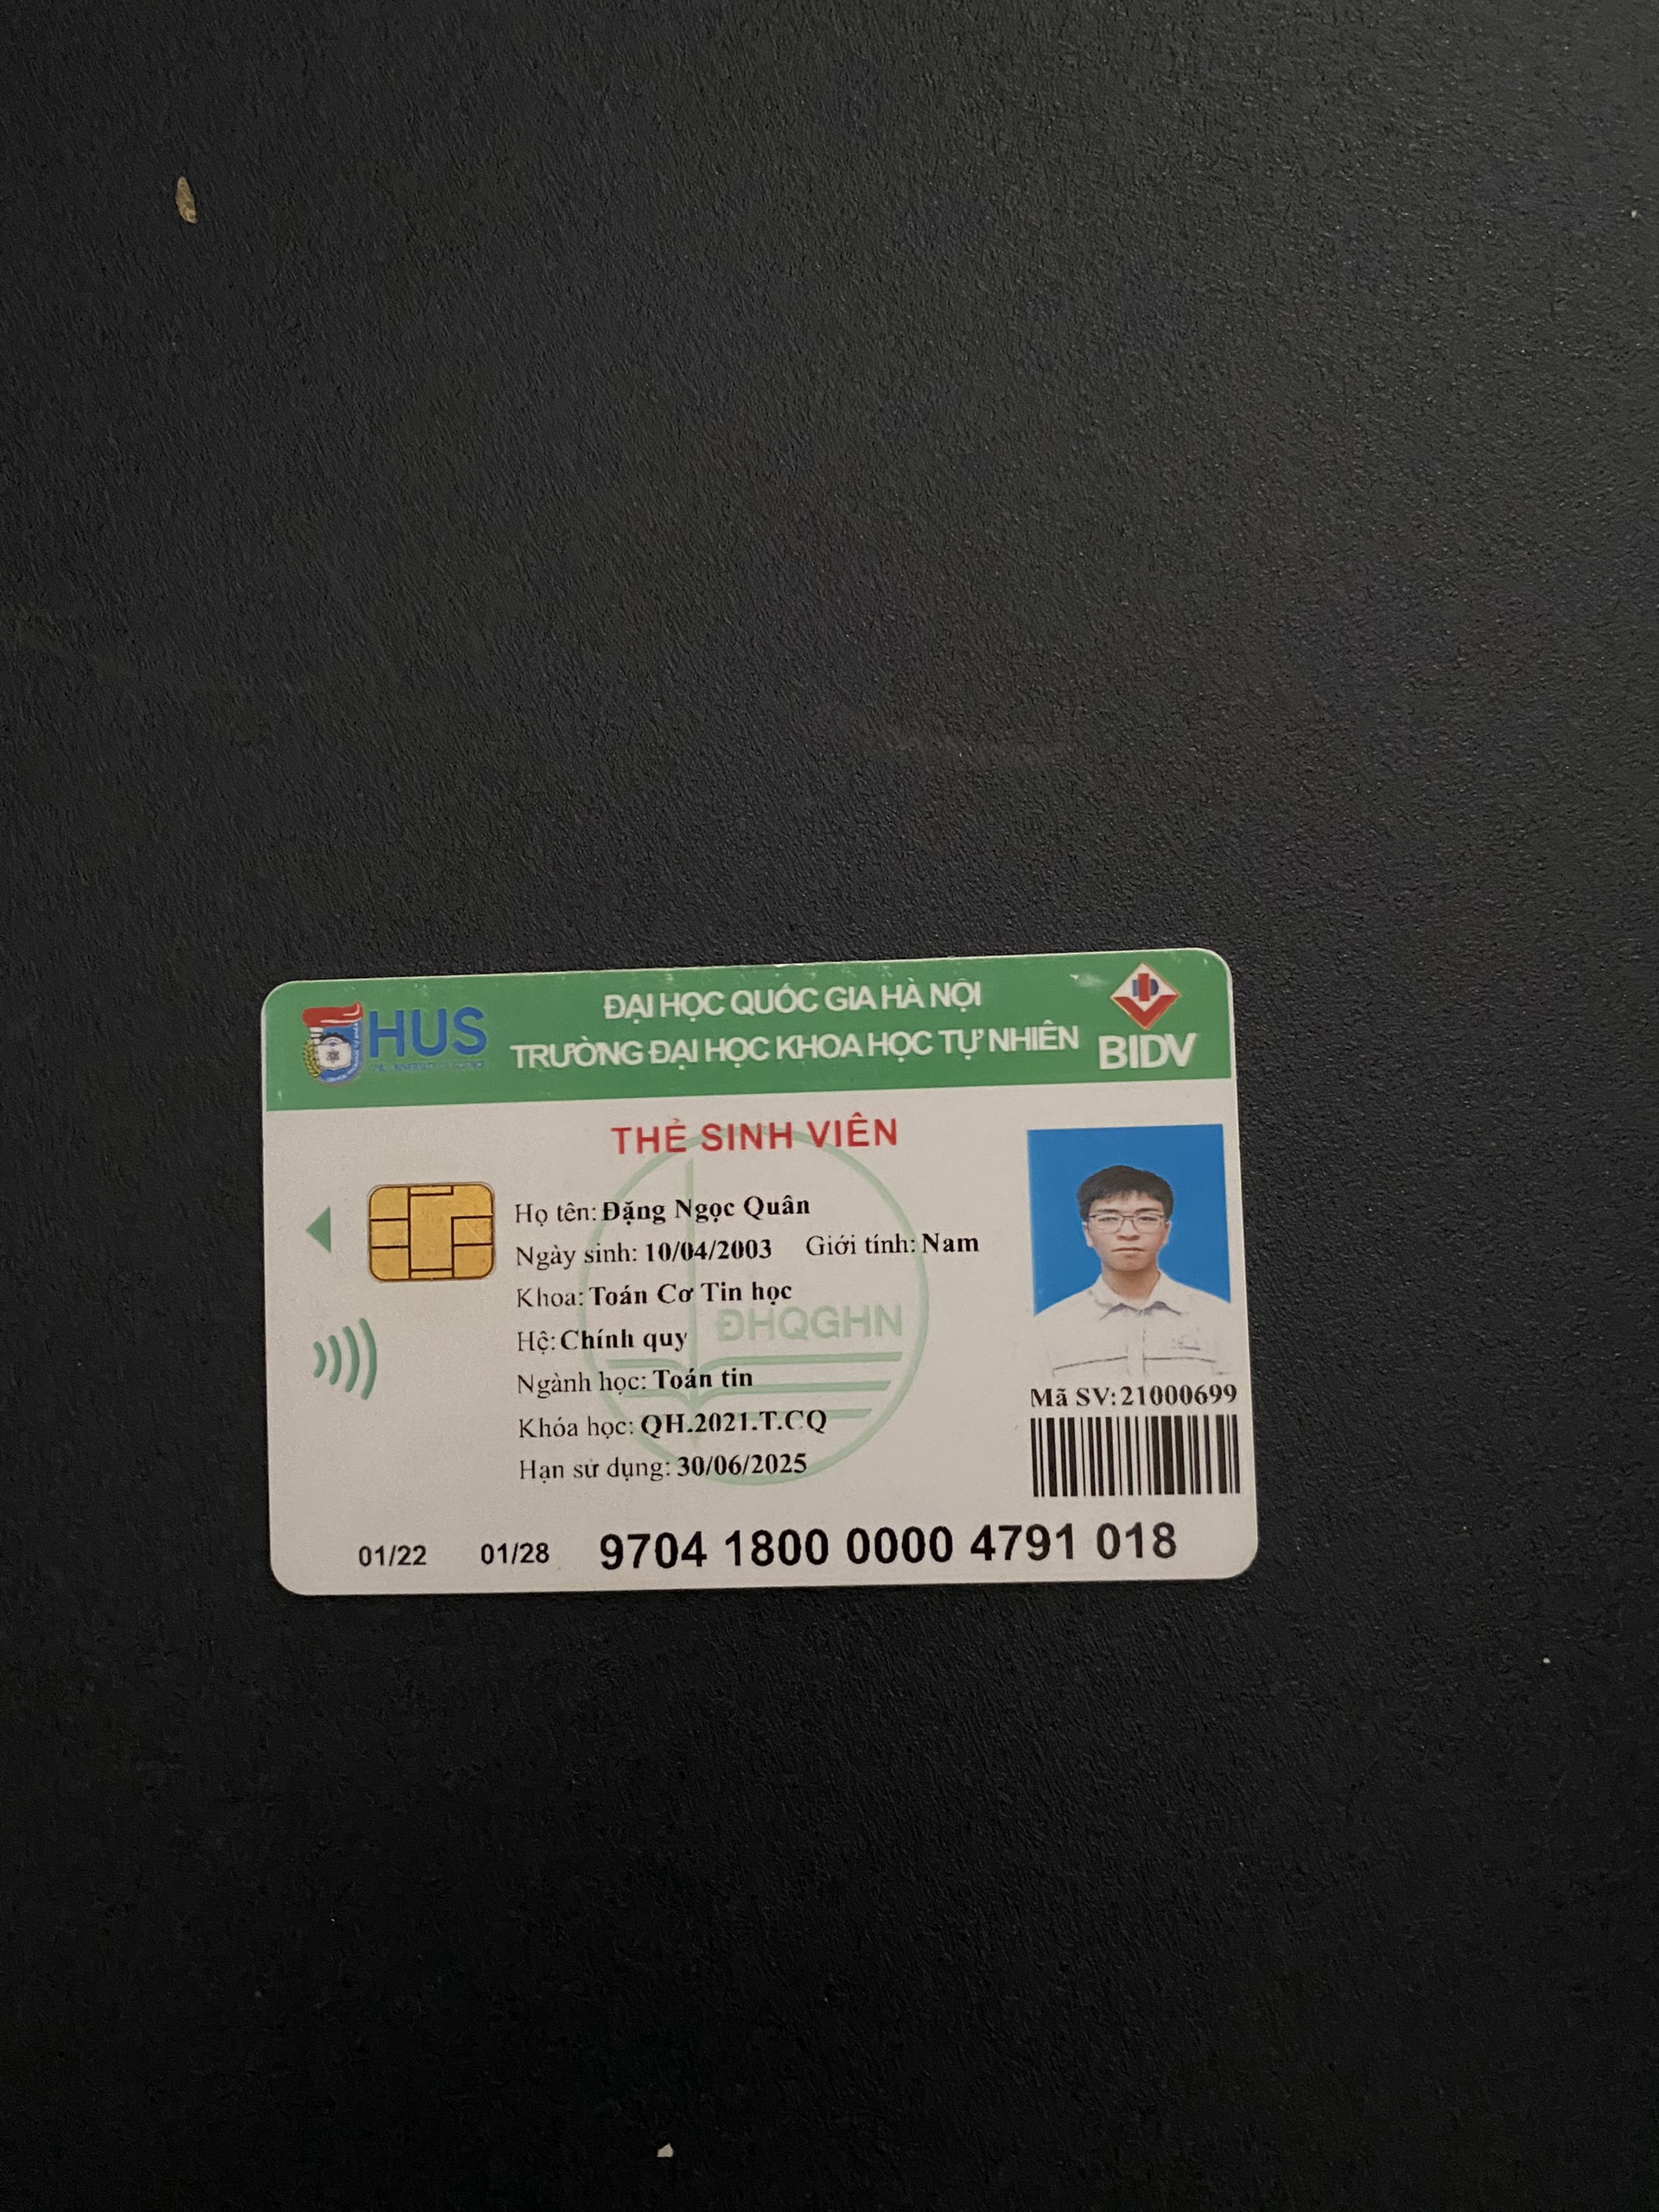 HUS
ĐẠI HỌC QUỐC GIA HÀ NỘI
TRƯỜNG ĐẠI HỌC KHOA HỌC TỰ NHIÊN
BIDV
THẺ SINH VIÊN
Họ tên: Đặng Ngọc Quân
Ngày sinh: 10/04/2003 Giới tính: Nam
Khoa: Toán Cơ Tin học
ĐHQGHN
Hệ: Chính quy
Ngành học: Toán tin
Khóa học: QH.2021.T.CQ
Hạn sử dụng: 30/06/2025
Mã SV: 21000699
01/22 01/28 9704 1800 0000 4791 018